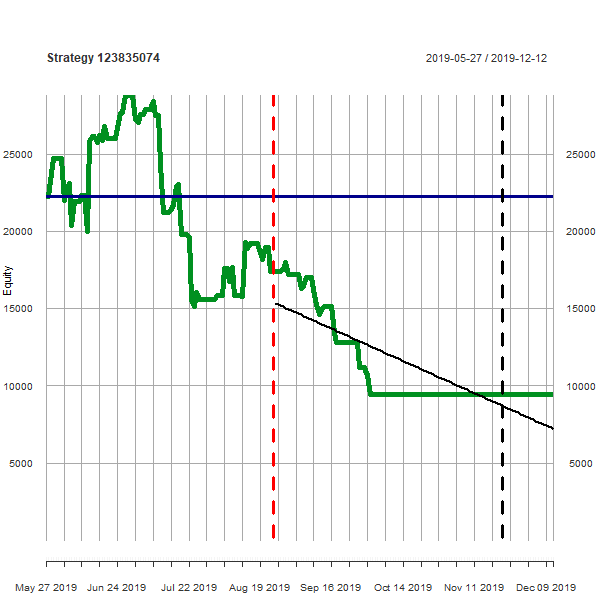 Strategy 123835074 2019-05-27 / 2019-12-12
25000 25000
20000 20000
Equity
15000 15000
10000 10000
5000 5000
May 27 2019 Jun 24 2019 Jul 22 2019 Aug 19 2019 Sep 16 2019 Oct 14 2019 Nov 11 2019 Dec 09 2019